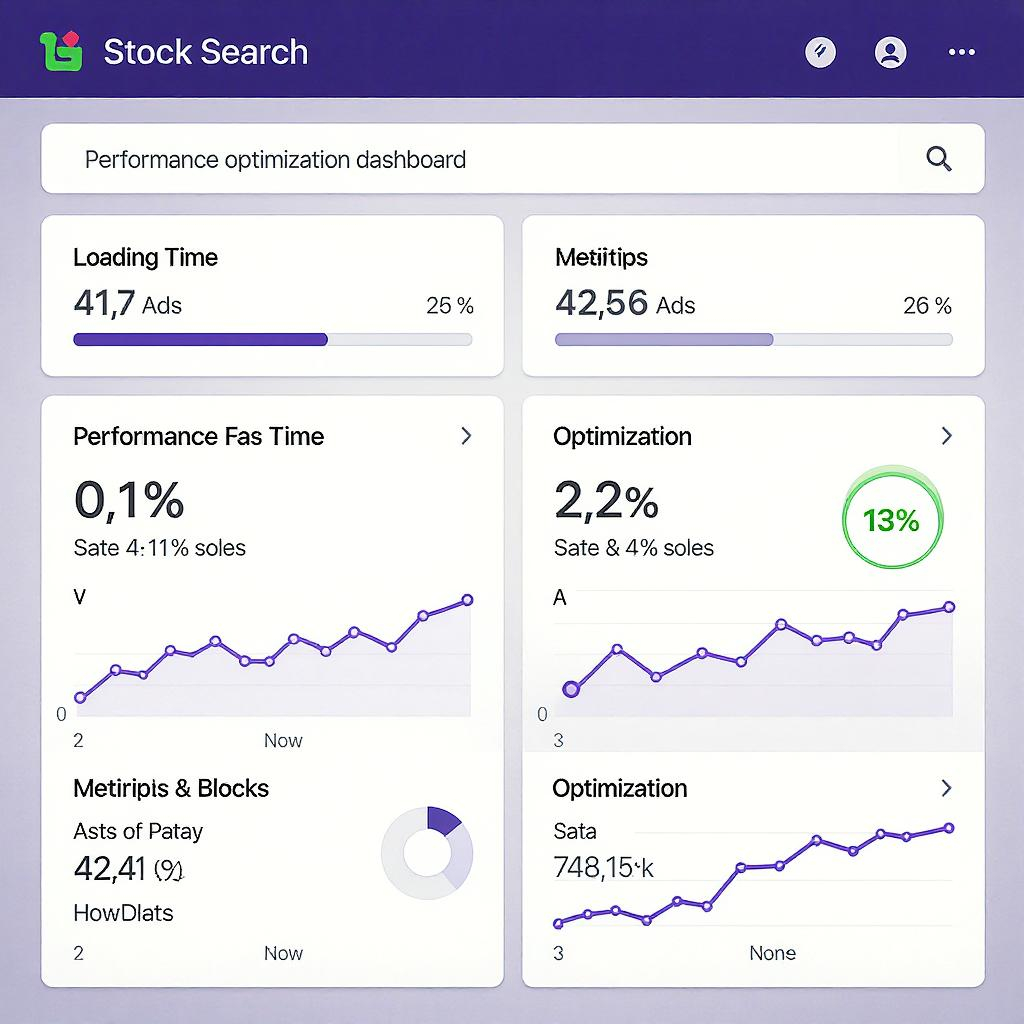 Stock Search
Performance optimization dashboard
Loading Time
41,7 Ads
25 %
42,56 Ads
26 %
Performance Fas Time
0,1%
Sate 4:11% soles
V
0
2
Now
Optimization
2,2%
13%
Sate & 4% soles
A
0
3
Metiripis & Blocks
Asts of Patay
42,41
HowDlats
2
Now
Optimization
Sata
748,15
3
None